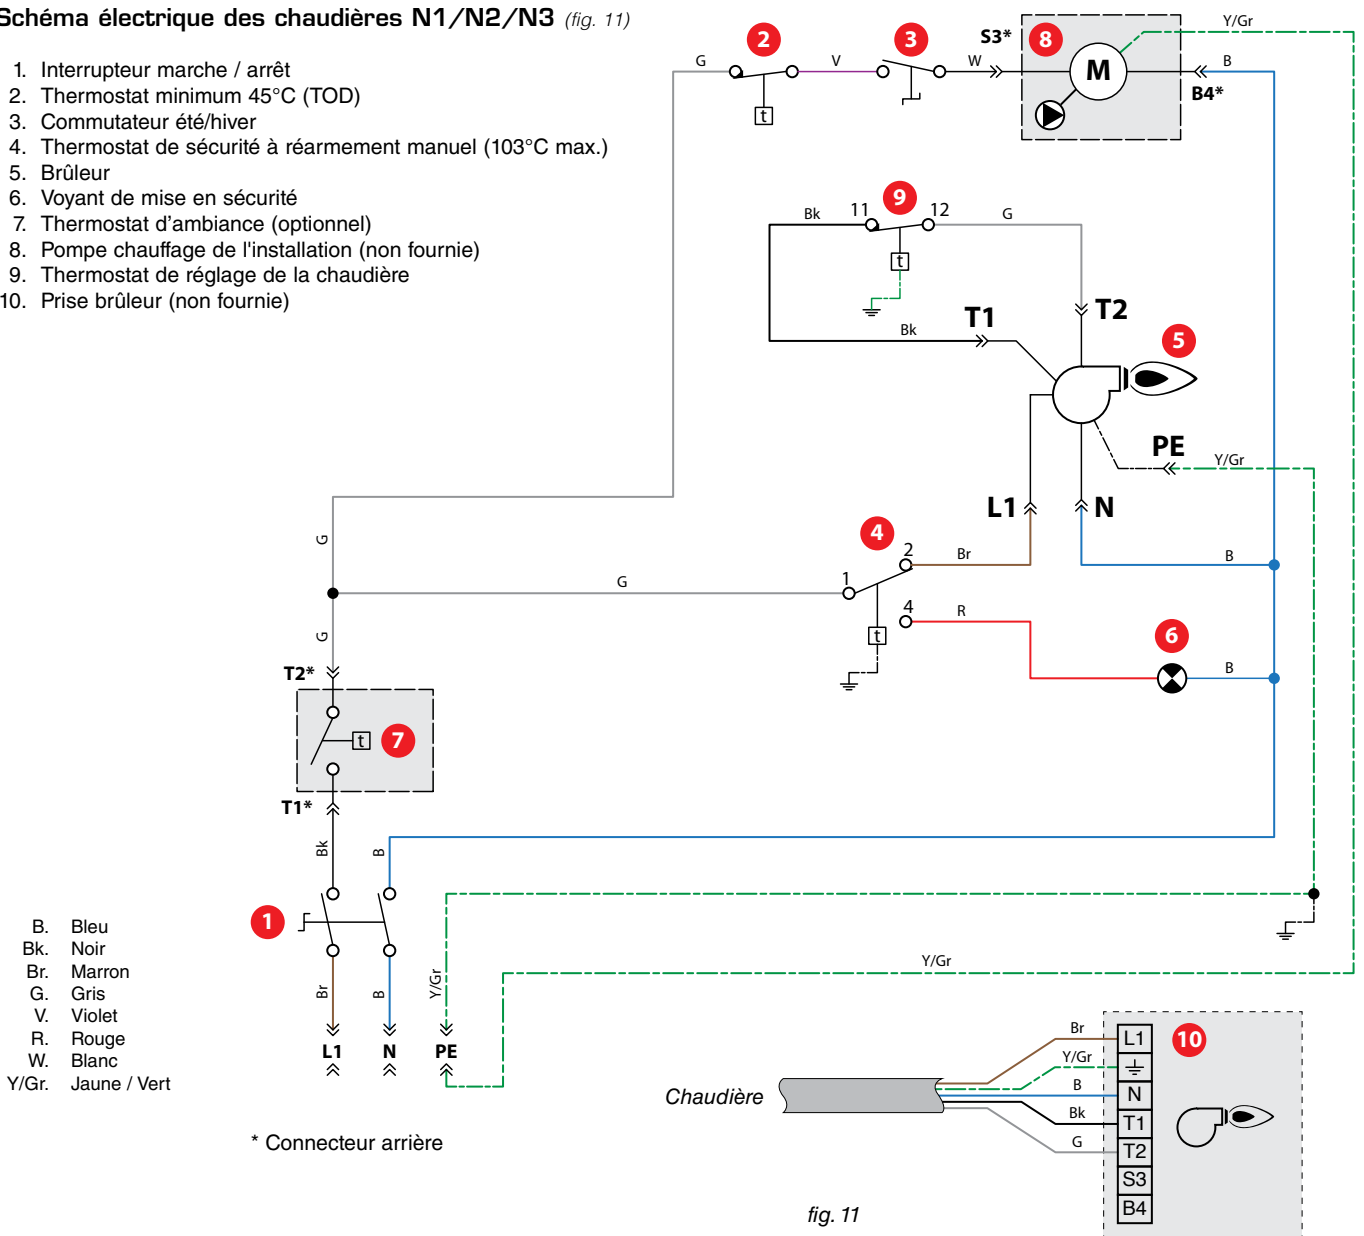 Schéma électrique des chaudières N1/N2/N3 (fig. 11)
1. Interrupteur marche / arrêt
2. Thermostat minimum 45°C (TOD)
3. Commutateur été/hiver
4. Thermostat de sécurité à réarmement manuel (103°C max.)
5. Brûleur
6. Voyant de mise en sécurité
7. Thermostat d'ambiance (optionnel)
8. Pompe chauffage de l'installation (non fournie)
9. Thermostat de réglage de la chaudière
10. Prise brûleur (non fournie)
G
2
V
3
W
S3*
8
M
Y/Gr
B
B4*
t
9
Bk
11
12
G
t
Bk
T1
T2
5
PE
Y/Gr
L1
N
4
2
Br
B
1
G
4
R
t
6
B
G
G
T2*
t
7
T1*
Bk
B
1
Br
B
Y/Gr
L1
N
PE
Y/Gr
B. Bleu
Bk. Noir
Br. Marron
G. Gris
V. Violet
R. Rouge
W. Blanc
Y/Gr. Jaune / Vert
* Connecteur arrière
Chaudière
Br
Y/Gr
B
Bk
G
L1
N
T1
T2
S3
B4
10
fig. 11